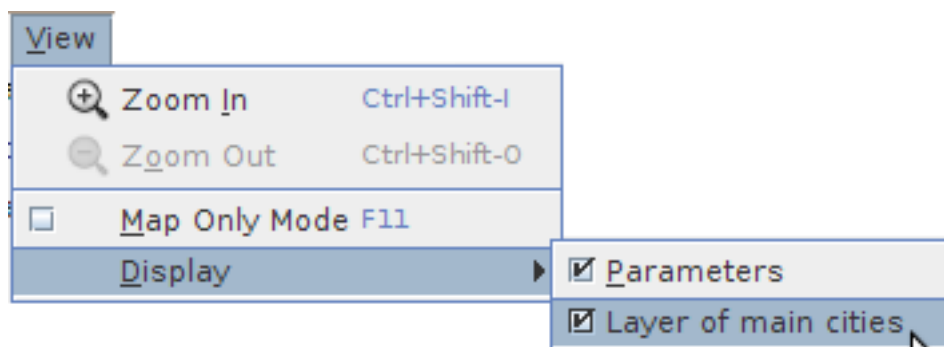 View
Zoom In Ctrl+Shift-I
Zoom Out Ctrl+Shift-O
Map Only Mode F11
Display
Parameters
Layer of main cities